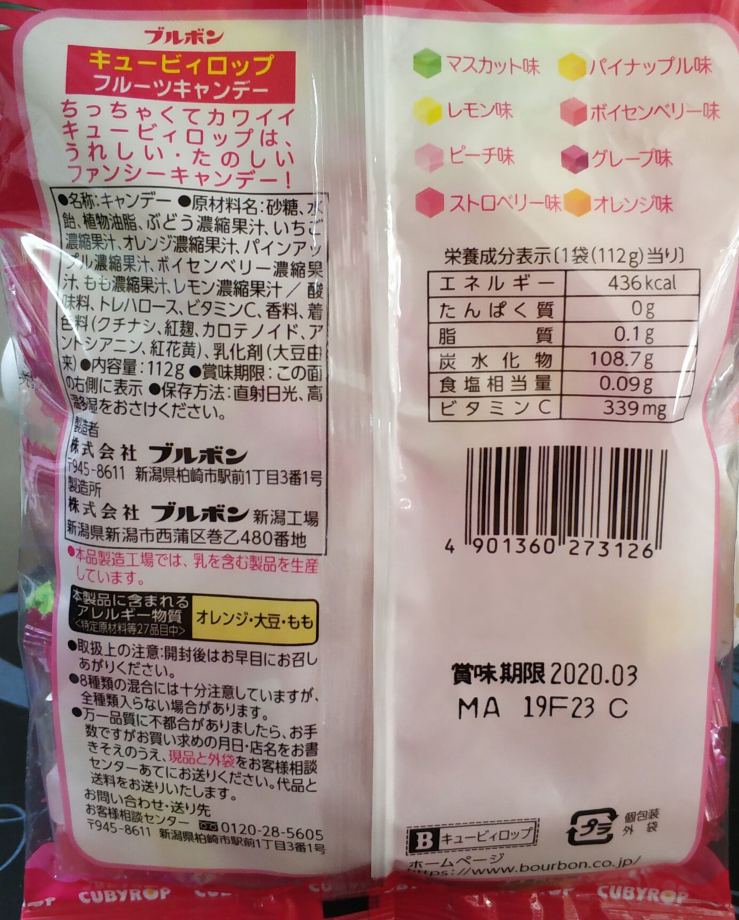 ブルボン
キュービィロップ
フルーツキャンデー
ちっちゃくてカワイイ
キュービィロップは、
うれしい・たのしい
ファンシーキャンデー!
●名称:キャンデー ●原材料名:砂糖、水
飴、植物油脂、ぶどう濃縮果汁、いちご
濃縮果汁、オレンジ濃縮果汁、パインアッ
プル濃縮果汁、ボイセンベリー濃縮果
汁、もも濃縮果汁、レモン濃縮果汁/酸
味料、トレハロース、ビタミンC、香料、着
色料(クチナシ、紅麹、カロテノイド、ア
ントシアニン、紅花黄)、乳化剤(大豆由
来) ●内容量:112g ●賞味期限:この面
の右側に表示 ●保存方法:直射日光、高
温多湿をおさけください。
製造者
株式会社 ブルボン
〒945-8611 新潟県柏崎市駅前1丁目3番1号
製造所
株式会社 ブルボン 新潟工場
新潟県新潟市西蒲区巻乙480番地
●本品製造工場では、乳を含む製品を生産
しています。
本製品に含まれる
アレルギー物質
<特定原材料等27品目中>
オレンジ・大豆・もも
●取扱上の注意:開封後はお早目にお召し
あがりください。
●8種類の混合には十分注意していますが、
全種類入らない場合があります。
●万一品質に不都合がありましたら、お手
数ですがお買い求めの月日・店名をお書
きそえのうえ、現品と外袋をお客様相談
センターあてにお送りください。代品と
送料をお送りいたします。
お問い合わせ・送り先
お客様相談センター 0120-28-5605
〒945-8611 新潟県柏崎市駅前1丁目3番1号
マスカット味 パイナップル味
レモン味 ボイセンベリー味
ピーチ味 グレープ味
ストロベリー味 オレンジ味
栄養成分表示〔1袋(112g)当り〕
エネルギー 436kcal
たんぱく質 0g
脂質 0.1g
炭水化物 108.7g
食塩相当量 0.09g
ビタミンC 339mg
4 901360 273126
賞味期限 2020.03
MA 19F23 C
B キュービィロップ
プラ
個包装
外袋
ホームページ
https://www.bourbon.co.jp/
CUBYROP CUBYROP CUBYROP